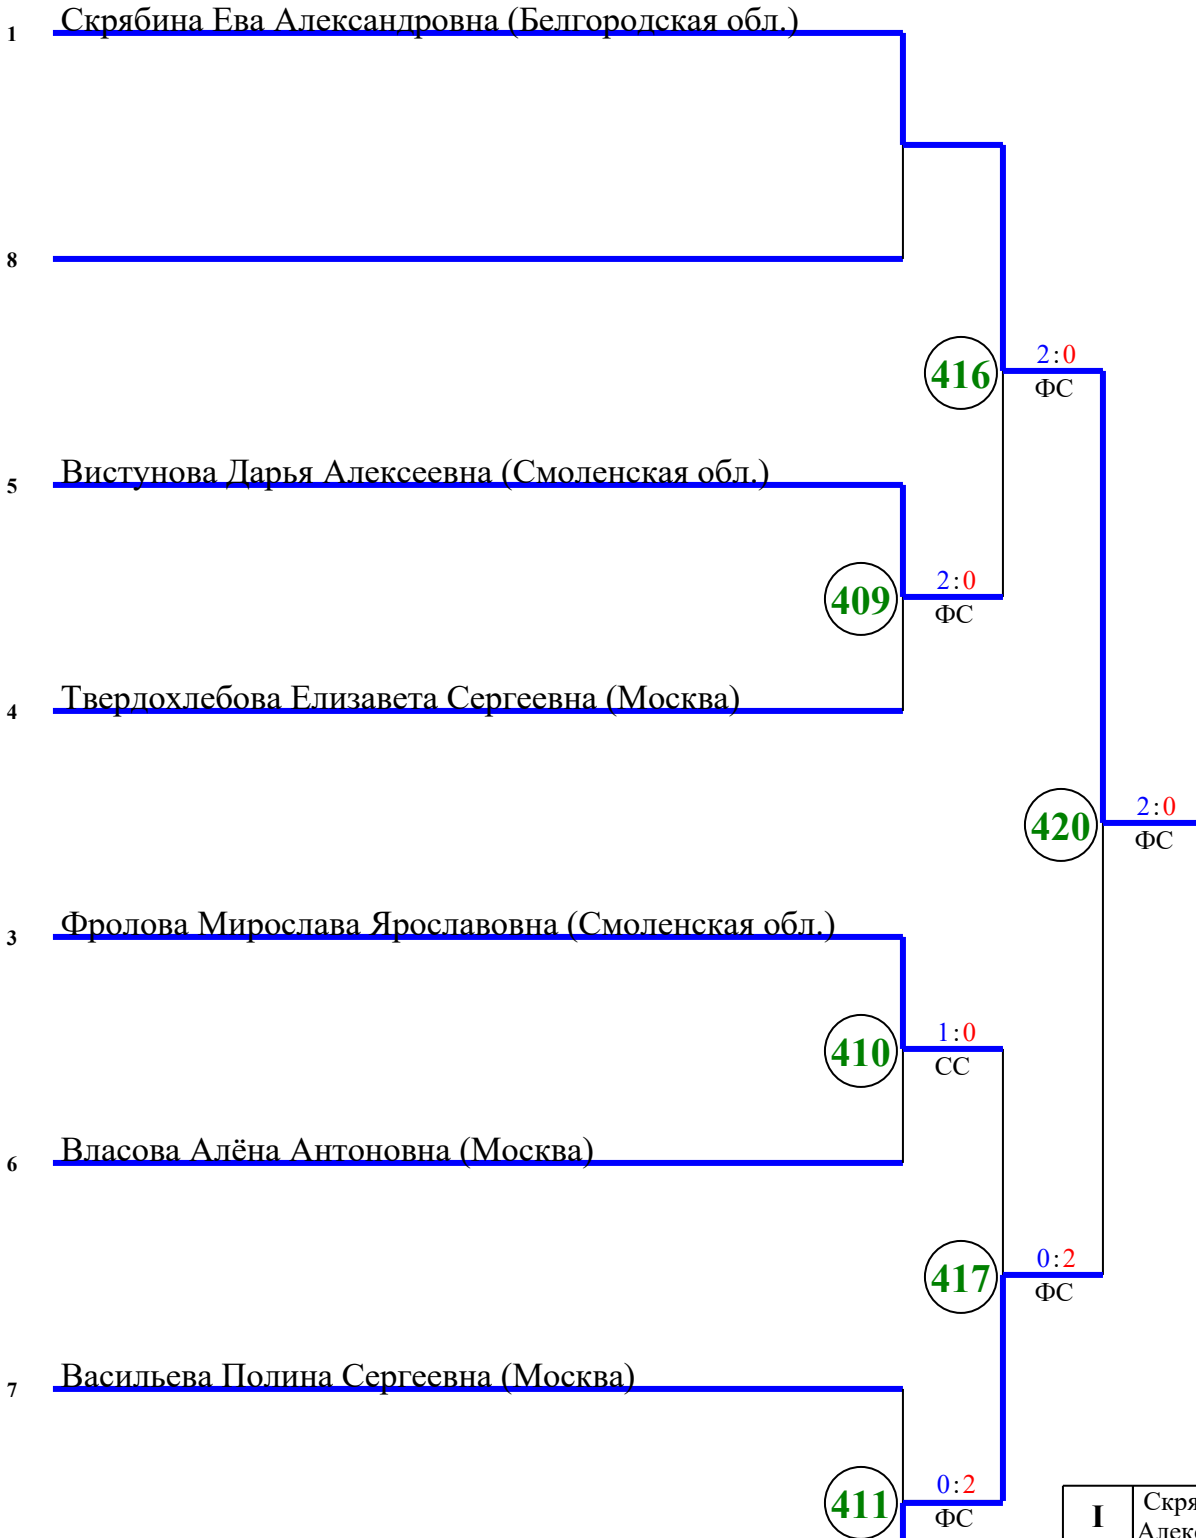 1 Скрябина Ева Александровна (Белгородская обл.)
8
416 2:0
ФС
5 Вистунова Дарья Алексеевна (Смоленская обл.)
409 2:0
ФС
4 Твердохлебова Елизавета Сергеевна (Москва)
420 2:0
ФС
3 Фролова Мирослава Ярославовна (Смоленская обл.)
410 1:0
СС
6 Власова Алёна Антоновна (Москва)
417 0:2
ФС
7 Васильева Полина Сергеевна (Москва)
411 0:2
ФС
I Скря
Алекс